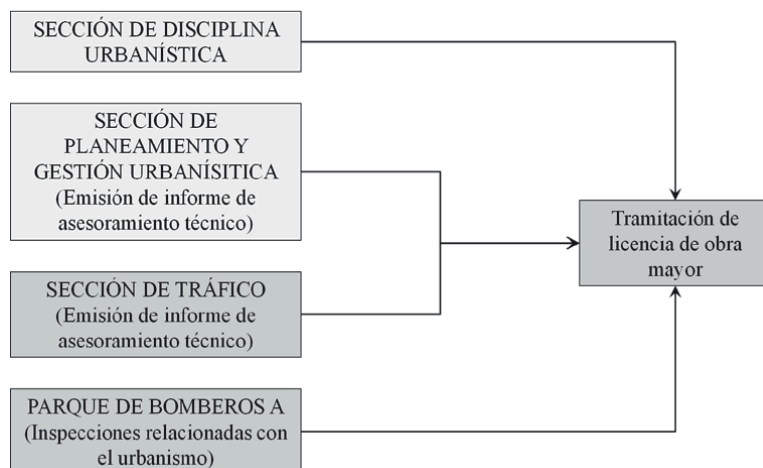 SECCIÓN DE DISCIPLINA
URBANÍSTICA
SECCIÓN DE
PLANEAMIENTO Y
GESTIÓN URBANÍSITICA
(Emisión de informe de
asesoramiento técnico)
SECCIÓN DE TRÁFICO
(Emisión de informe de
asesoramiento técnico)
PARQUE DE BOMBEROS A
(Inspecciones relacionadas con
el urbanismo)
Tramitación de
licencia de obra
mayor